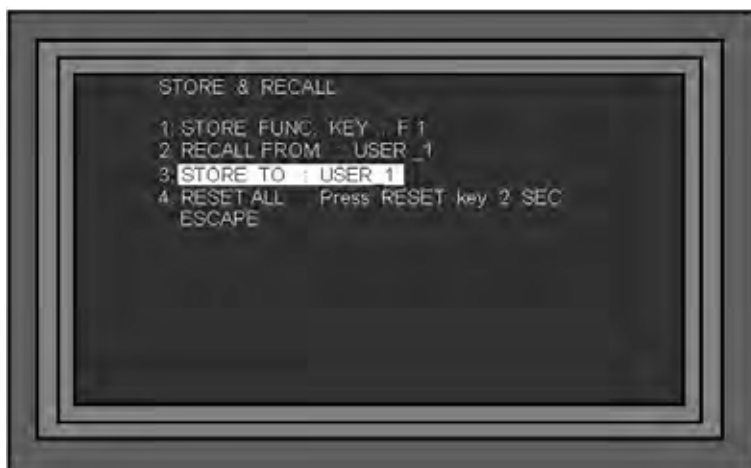 STORE & RECALL
1. STORE FUNC. KEY : F 1
2. RECALL FROM : USER _1
3. STORE TO : USER_1
4. RESET ALL Press RESET key 2 SEC
ESCAPE